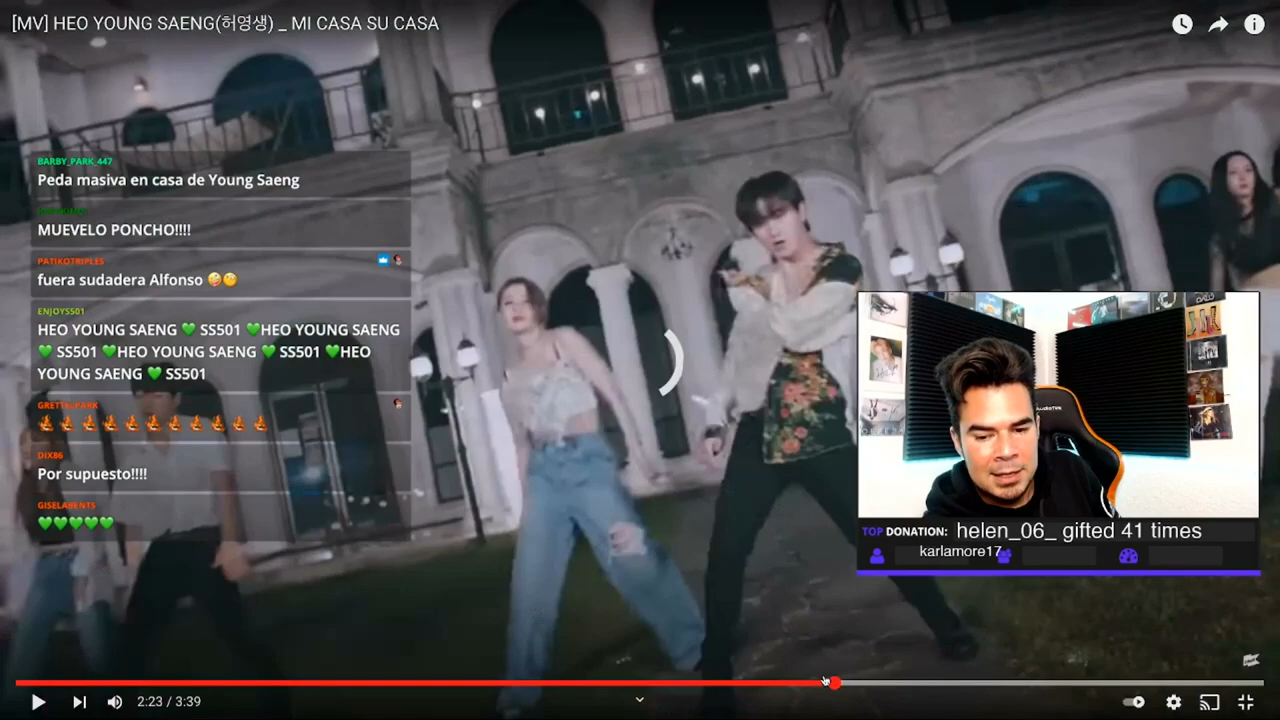 [MV] HEO YOUNG SAENG(허영생) _ MI CASA SU CASA
BARBY_PARK_447
Peda masiva en casa de Young Saeng
MUEVELO PONCHO!!!!
PATIKOTRIPLES
fuera sudadera Alfonso 🤪🧐
ENJOYSS01
HEO YOUNG SAENG 💚 SS501 💚HEO YOUNG SAENG
💚 SS501 💚HEO YOUNG SAENG 💚 SS501 💚HEO
YOUNG SAENG 💚 SS501
DIX86
Por supuesto!!!!
GISELABENTS
💚💚💚💚💚
TOP DONATION: helen_06_ gifted 41 times
karlamore17
2:23 / 3:39